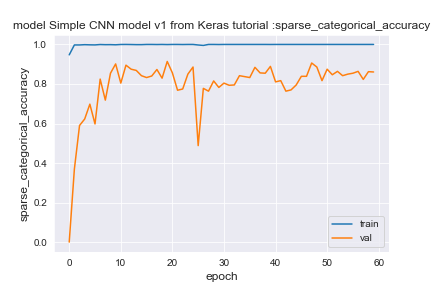 model Simple CNN model v1 from Keras tutorial :sparse_categorical_accuracy
1.0
0.8
0.6
0.4
0.2
0.0
sparse_categorical_accuracy
0 10 20 30 40 50 60
epoch
train
val